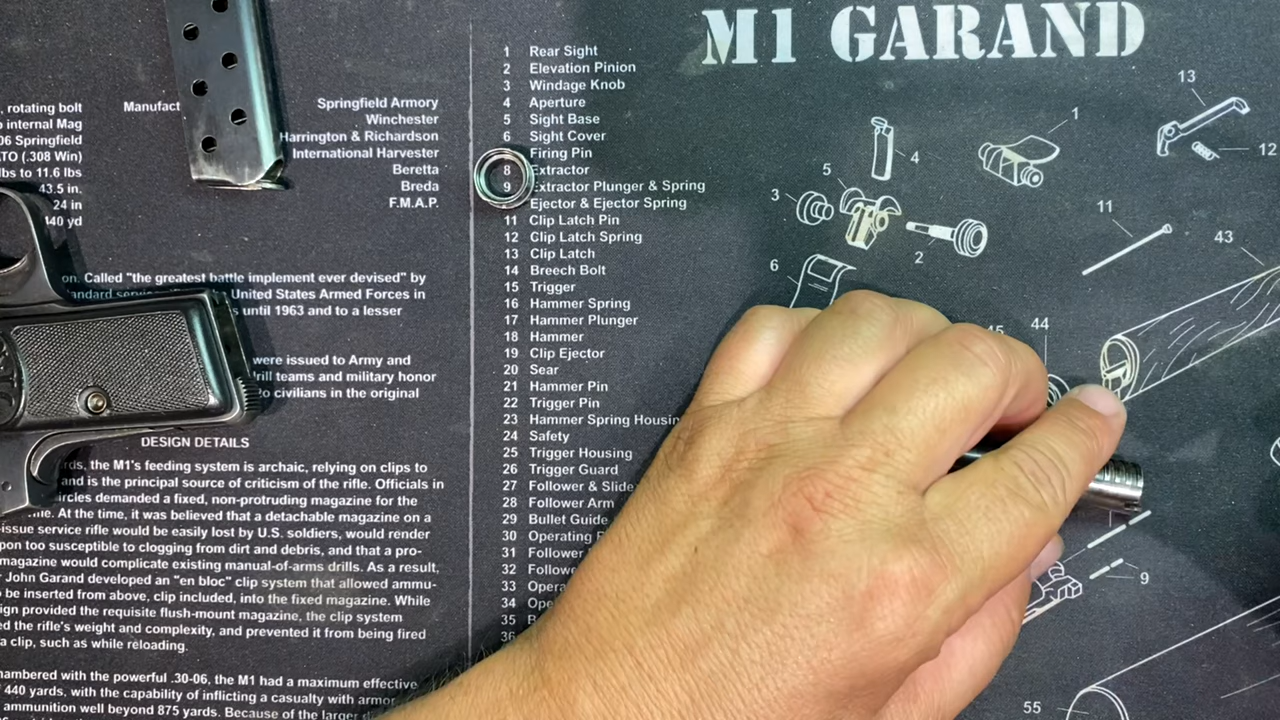 M1 GARAND
, rotating bolt
internal Mag
06 Springfield
(.308 Win)
lbs to 11.6 lbs
43.5 in.
24 in
440 yd
Springfield Armory
Winchester
Harrington & Richardson
International Harvester
Beretta
Breda
F.M.A.P.
on. Called "the greatest battle implement ever devised" by
United States Armed Forces in
until 1963 and to a lesser
were issued to Army and
drill teams and military honor
to civilians in the original
DESIGN DETAILS
the M1's feeding system is archaic, relying on clips to
and is the principal source of criticism of the rifle. Officials in
circles demanded a fixed, non-protruding magazine for the
At the time, it was believed that a detachable magazine on a
issue service rifle would be easily lost by U.S. soldiers, would render
too susceptible to clogging from dirt and debris, and that a pro-
magazine would complicate existing manual-of-arms drills. As a result,
John Garand developed an "en bloc" clip system that allowed ammu-
be inserted from above, clip included, into the fixed magazine. While
provided the requisite flush-mount magazine, the clip system
the rifle's weight and complexity, and prevented it from being fired
a clip, such as while reloading.
with the powerful .30-06, the M1 had a maximum effective
440 yards, with the capability of inflicting a casualty with armor
ammunition well beyond 875 yards. Because of the larger
1 Rear Sight
2 Elevation Pinion
3 Windage Knob
4 Aperture
5 Sight Base
6 Sight Cover
Firing Pin
8 Extractor
9 Extractor Plunger & Spring
Ejector & Ejector Spring
11 Clip Latch Pin
12 Clip Latch Spring
13 Clip Latch
14 Breech Bolt
15 Trigger
16 Hammer Spring
17 Hammer Plunger
18 Hammer
19 Clip Ejector
20 Sear
21 Hammer Pin
22 Trigger Pin
23 Hammer Spring Housin
24 Safety
25 Trigger Housing
26 Trigger Guard
27 Follower & Slide
28 Follower Arm
29 Bullet Guide
30 Operating
31 Follower
32 Followe
33 Opera
34 Ope
35
36
13
1
12
4
5
3
11
2
43
6
44
9
55